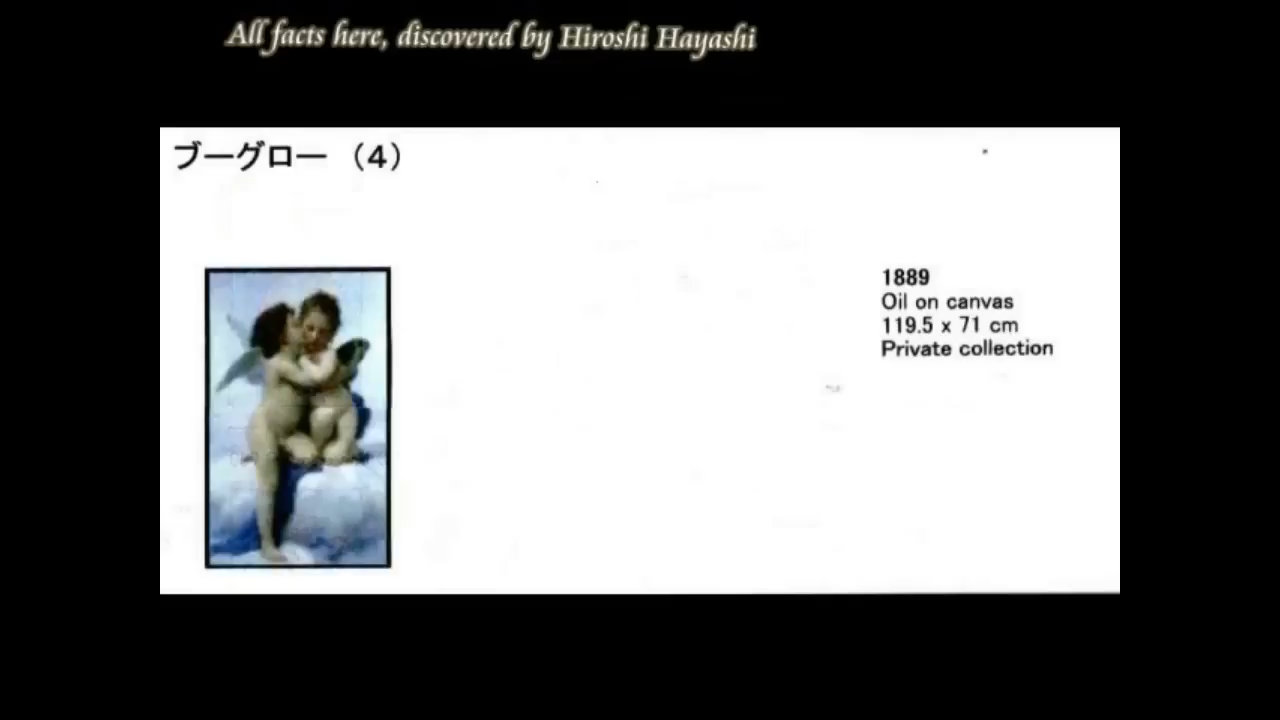 All facts here, discovered by Hiroshi Hayashi
ブーグロー (4)
1889
Oil on canvas
119.5 x 71 cm
Private collection